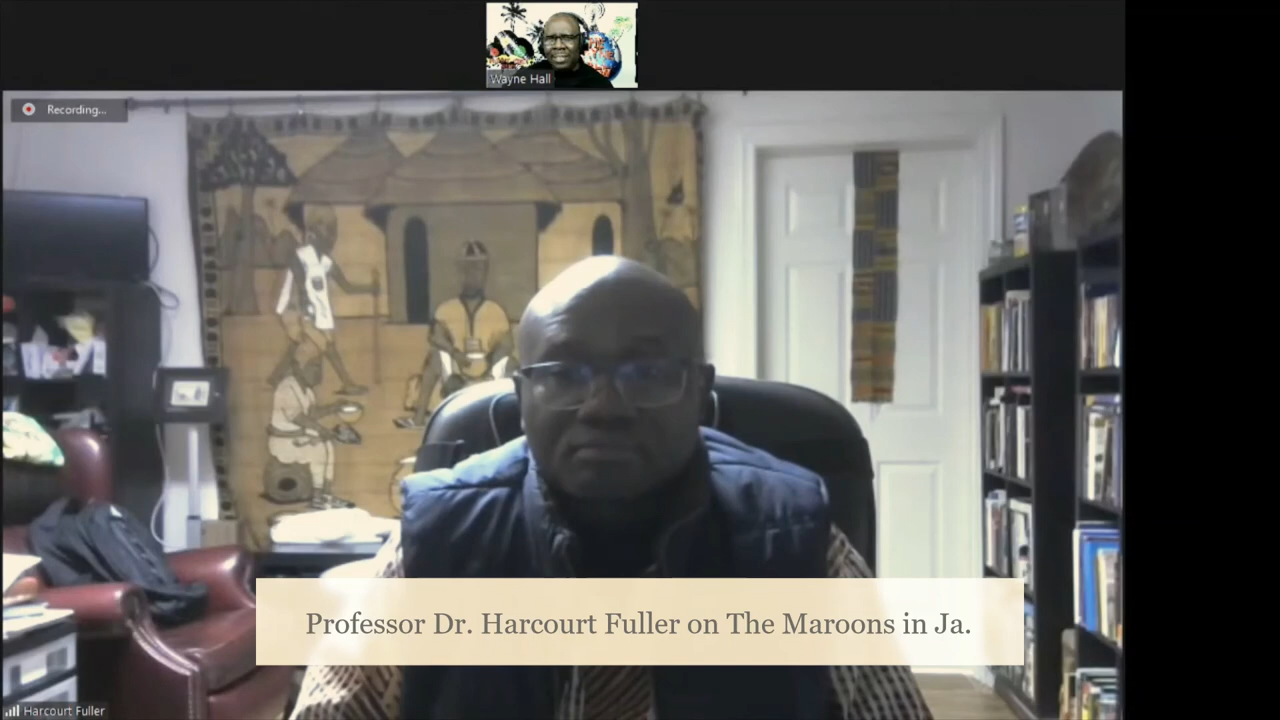 Wayne Hall
Recording...
Professor Dr. Harcourt Fuller on The Maroons in Ja.
Harcourt Fuller